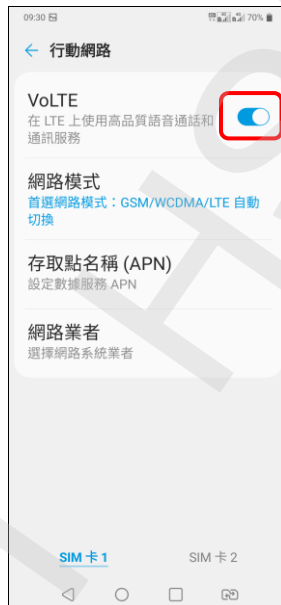 09:30 70%
行動網路
VoLTE
在 LTE 上使用高品質語音通話和
通訊服務
網路模式
首選網路模式：GSM/WCDMA/LTE 自動
切換
存取點名稱 (APN)
設定數據服務 APN
網路業者
選擇網路系統業者
SIM 卡 1 SIM 卡 2